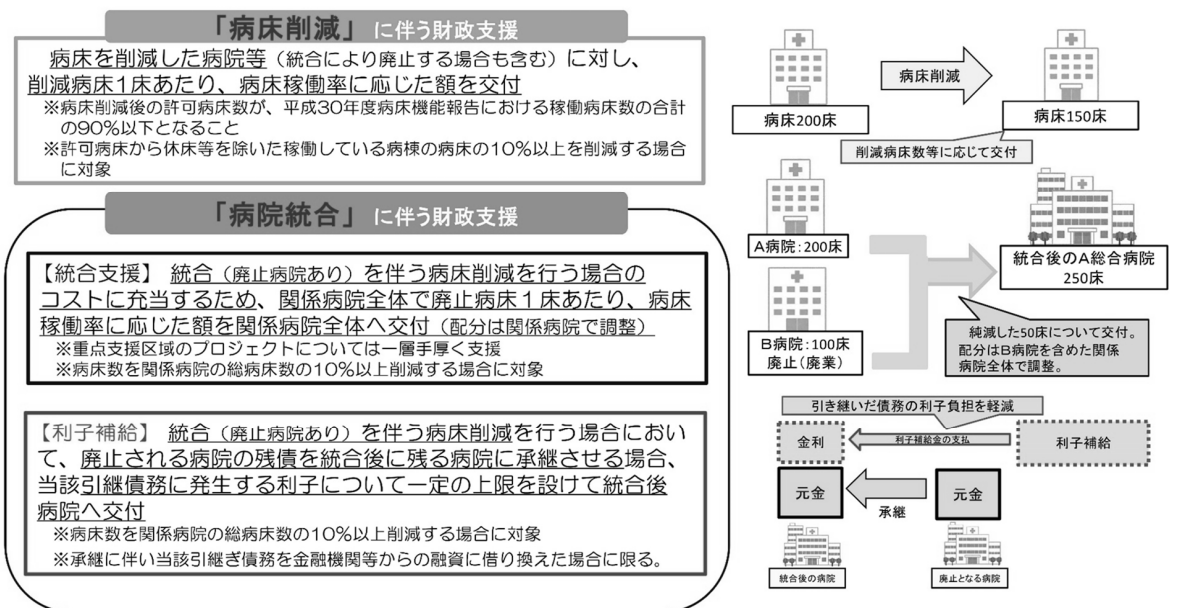 「病床削減」に伴う財政支援
病床を削減した病院等（統合により廃止する場合も含む）に対し、
削減病床1床あたり、病床稼働率に応じた額を交付
※病床削減後の許可病床数が、平成30年度病床機能報告における稼働病床数の合計
の90%以下となること
※許可病床から休床等を除いた稼働している病棟の病床の10%以上を削減する場合
に対象
病床200床
病床削減
病床150床
削減病床数等に応じて交付
「病院統合」に伴う財政支援
【統合支援】 統合（廃止病院あり）を伴う病床削減を行う場合の
コストに充当するため、関係病院全体で廃止病床１床あたり、病床
稼働率に応じた額を関係病院全体へ交付（配分は関係病院で調整）
※重点支援区域のプロジェクトについては一層手厚く支援
※病床数を関係病院の総病床数の10%以上削減する場合に対象
A病院：200床
B病院：100床
廃止（廃業）
統合後のA総合病院
250床
純減した50床について交付。
配分はB病院を含めた関係
病院全体で調整。
【利子補給】 統合（廃止病院あり）を伴う病床削減を行う場合におい
て、廃止される病院の残債を統合後に残る病院に承継させる場合、
当該引継債務に発生する利子について一定の上限を設けて統合後
病院へ交付
※病床数を関係病院の総病床数の10%以上削減する場合に対象
※承継に伴い当該引継ぎ債務を金融機関等からの融資に借り換えた場合に限る。
引き継いだ債務の利子負担を軽減
金利
利子補給金の支払
利子補給
元金
承継
元金
統合後の病院
廃止となる病院